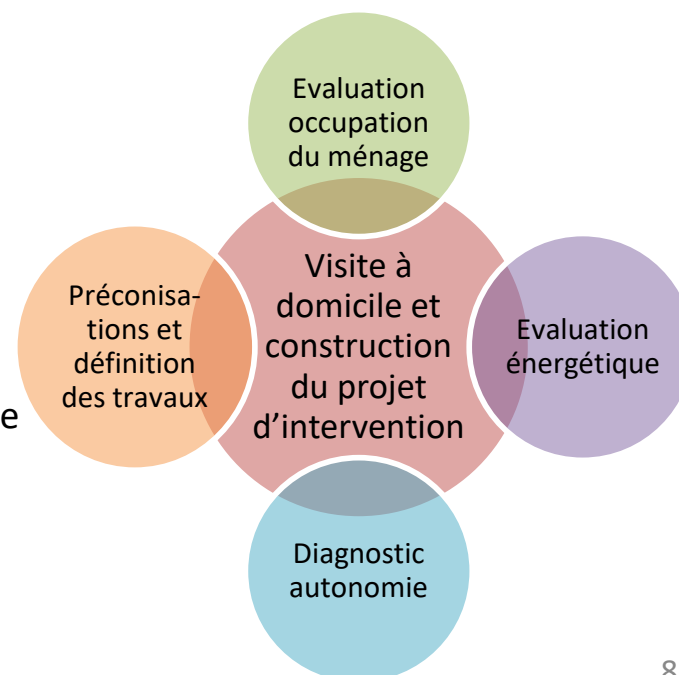 Evaluation
occupation
du ménage
Visite à
domicile et
construction
du projet
d’intervention
Préconisa-
tions et
définition
des travaux
e
Evaluation
énergétique
Diagnostic
autonomie
8